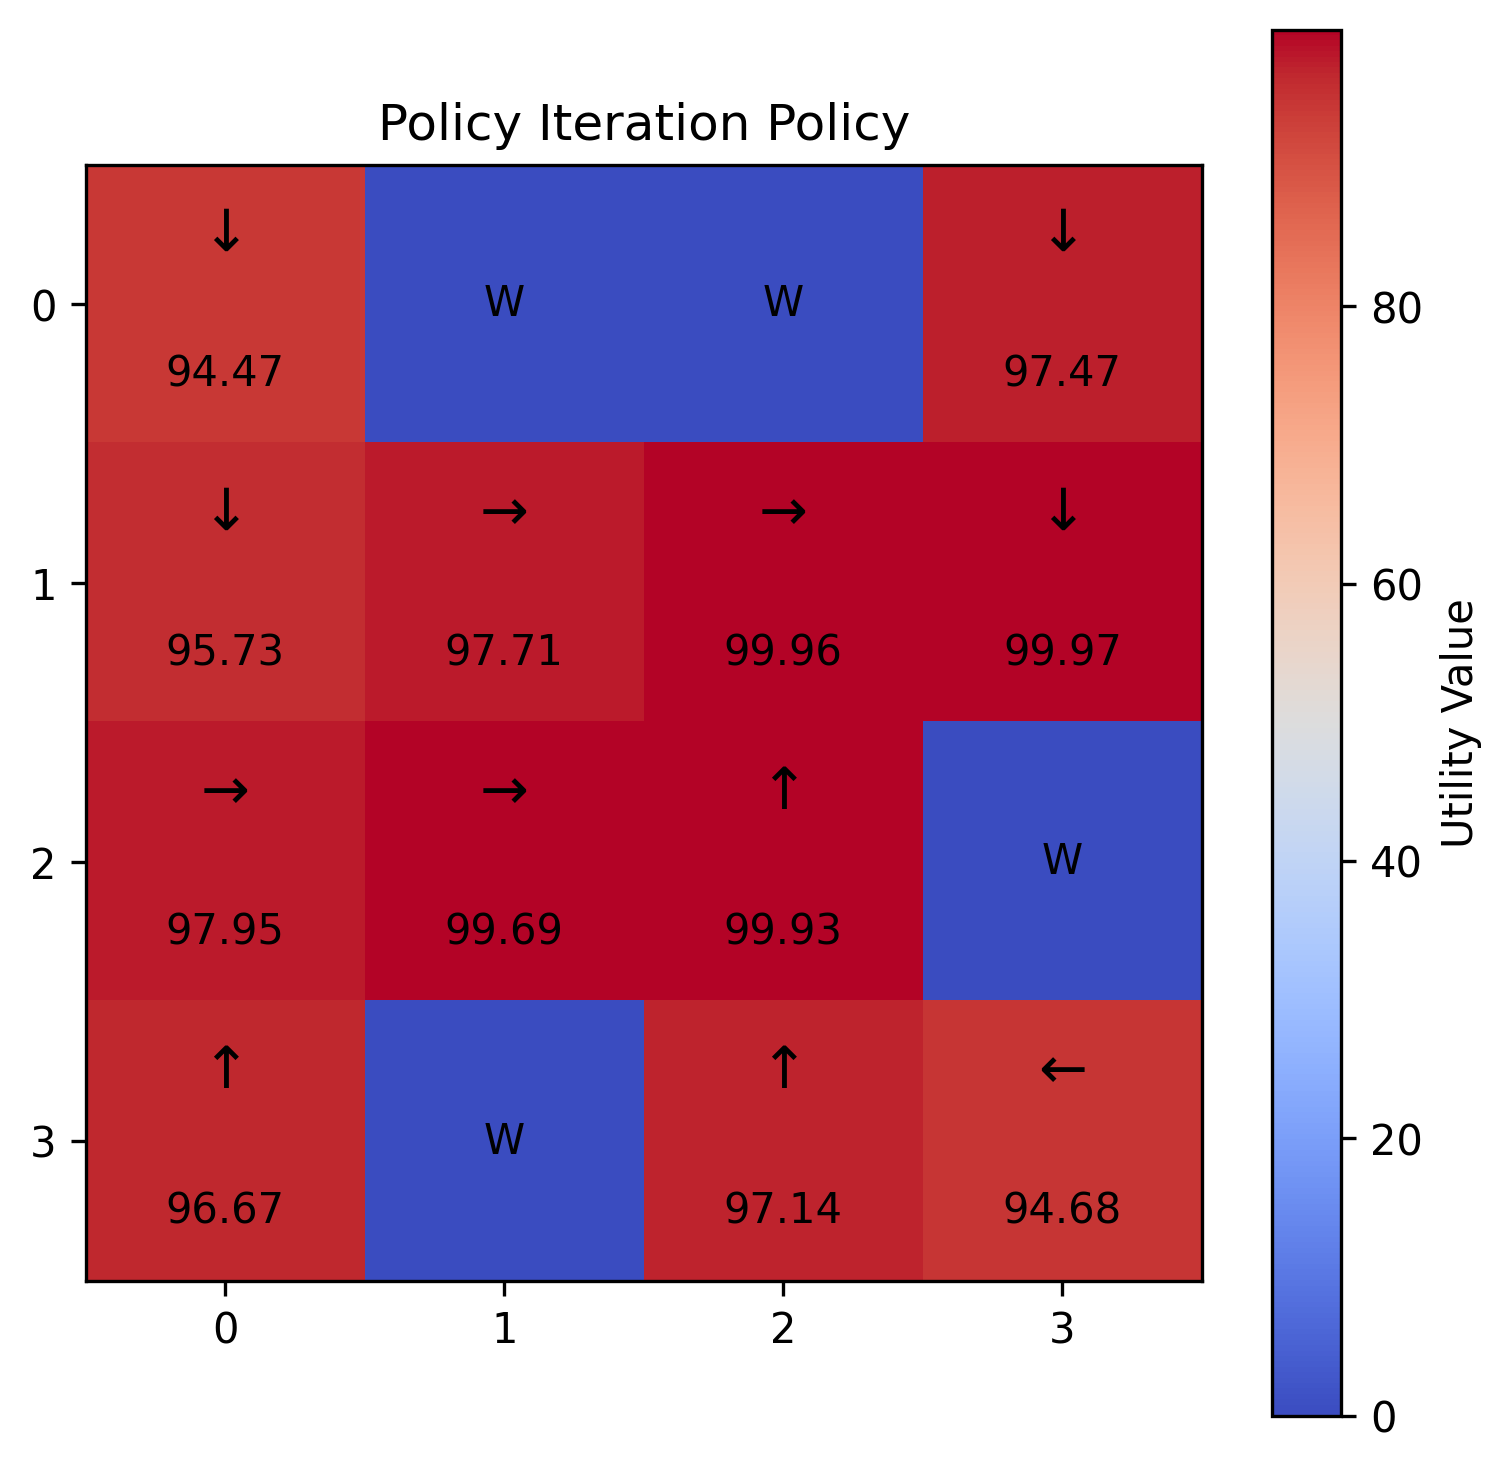 Policy Iteration Policy
↓ ↓
0 W W 80
94.47 97.47
↓ → → ↓
1 60
95.73 97.71 99.96 99.97
Utility Value
→ → ↑
2 W 40
97.95 99.69 99.93
↑ ↑ ←
3 W 20
96.67 97.14 94.68
0 1 2 3
0